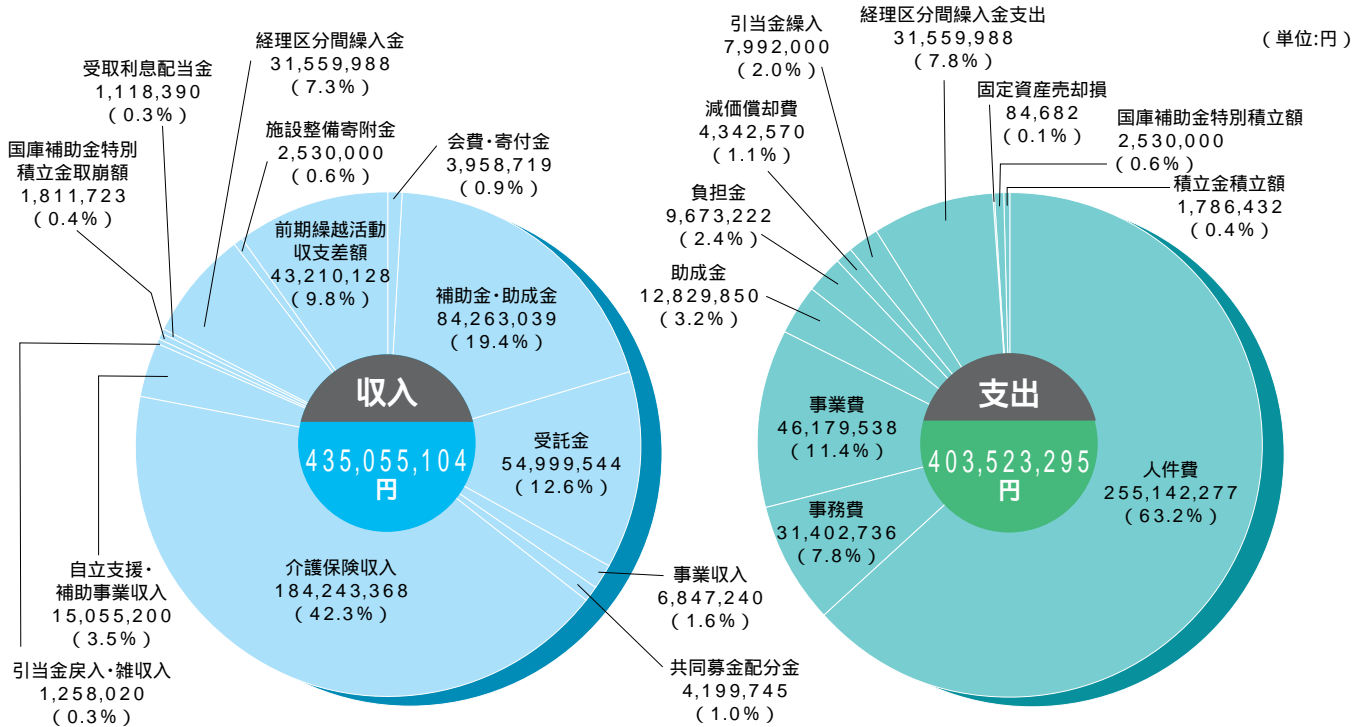 (単位:円)
収入
435,055,104
円
会費・寄付金
3,958,719
(0.9%)
補助金・助成金
84,263,039
(19.4%)
受託金
54,999,544
(12.6%)
事業収入
6,847,240
(1.6%)
共同募金配分金
4,199,745
(1.0%)
介護保険収入
184,243,368
(42.3%)
自立支援・
補助事業収入
15,055,200
(3.5%)
引当金戻入・雑収入
1,258,020
(0.3%)
国庫補助金特別
積立金取崩額
1,811,723
(0.4%)
受取利息配当金
1,118,390
(0.3%)
経理区分間繰入金
31,559,988
(7.3%)
施設整備寄附金
2,530,000
(0.6%)
前期繰越活動
収支差額
43,210,128
(9.8%)
支出
403,523,295
円
人件費
255,142,277
(63.2%)
事務費
31,402,736
(7.8%)
事業費
46,179,538
(11.4%)
助成金
12,829,850
(3.2%)
負担金
9,673,222
(2.4%)
減価償却費
4,342,570
(1.1%)
引当金繰入
7,992,000
(2.0%)
経理区分間繰入金支出
31,559,988
(7.8%)
固定資産売却損
84,682
(0.1%)
国庫補助金特別積立額
2,530,000
(0.6%)
積立金積立額
1,786,432
(0.4%)